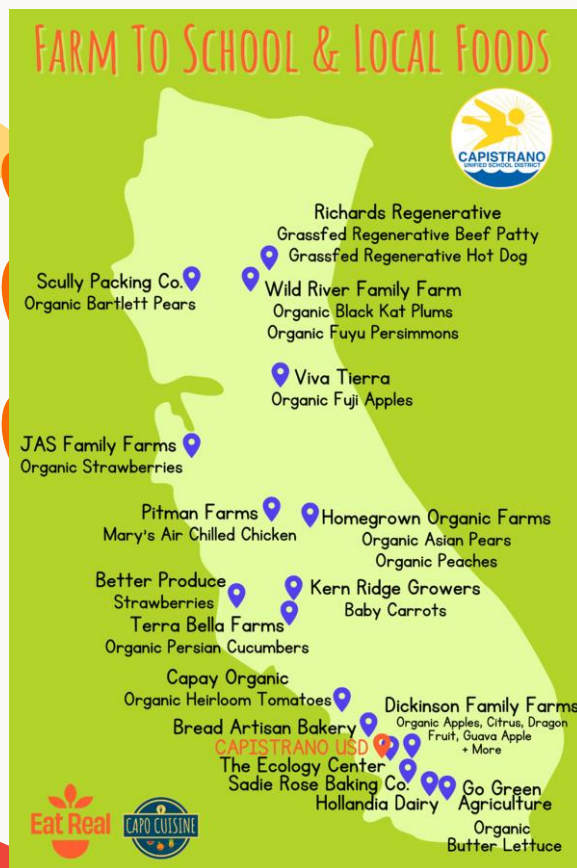 FARM TO SCHOOL & LOCAL FOODS
CAPISTRANO
UNIFIED SCHOOL DISTRICT
Richards Regenerative
Grassfed Regenerative Beef Patty
Grassfed Regenerative Hot Dog
Scully Packing Co.
Organic Bartlett Pears
Wild River Family Farm
Organic Black Kat Plums
Organic Fuyu Persimmons
Viva Tierra
Organic Fuji Apples
JAS Family Farms
Organic Strawberries
Pitman Farms
Mary's Air Chilled Chicken
Homegrown Organic Farms
Organic Asian Pears
Organic Peaches
Better Produce
Strawberries
Kern Ridge Growers
Baby Carrots
Terra Bella Farms
Organic Persian Cucumbers
Capay Organic
Organic Heirloom Tomatoes
Dickinson Family Farms
Organic Apples, Citrus, Dragon
Fruit, Guava Apple
+ More
Bread Artisan Bakery
CAPISTRANO USD
The Ecology Center
Sadie Rose Baking Co.
Hollandia Dairy
Go Green
Agriculture
Organic
Butter Lettuce
Eat Real
CAPO CUISINE